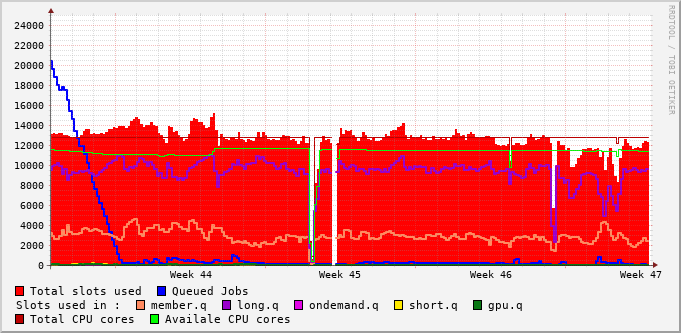 RRDTOOL / TOBI OETIKER
24000
22000
20000
18000
16000
14000
12000
10000
8000
6000
4000
2000
0
Week 44 Week 45 Week 46 Week 47
Total slots used Queued Jobs
Slots used in : member.q long.q ondemand.q short.q gpu.q
Total CPU cores Availale CPU cores